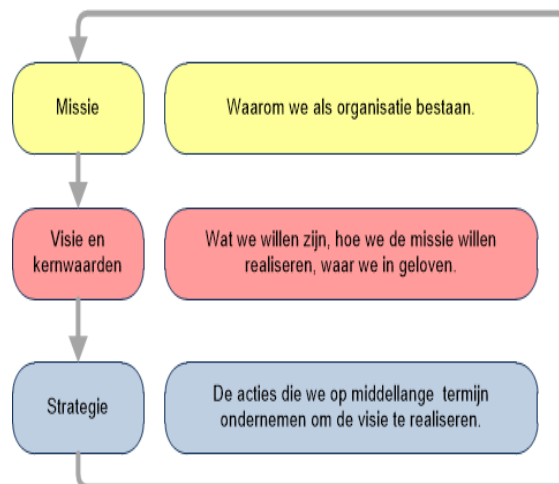 Missie
Waarom we als organisatie bestaan.
Visie en
kernwaarden
Wat we willen zijn, hoe we de missie willen
realiseren, waar we in geloven.
Strategie
De acties die we op middellange termijn
ondernemen om de visie te realiseren.